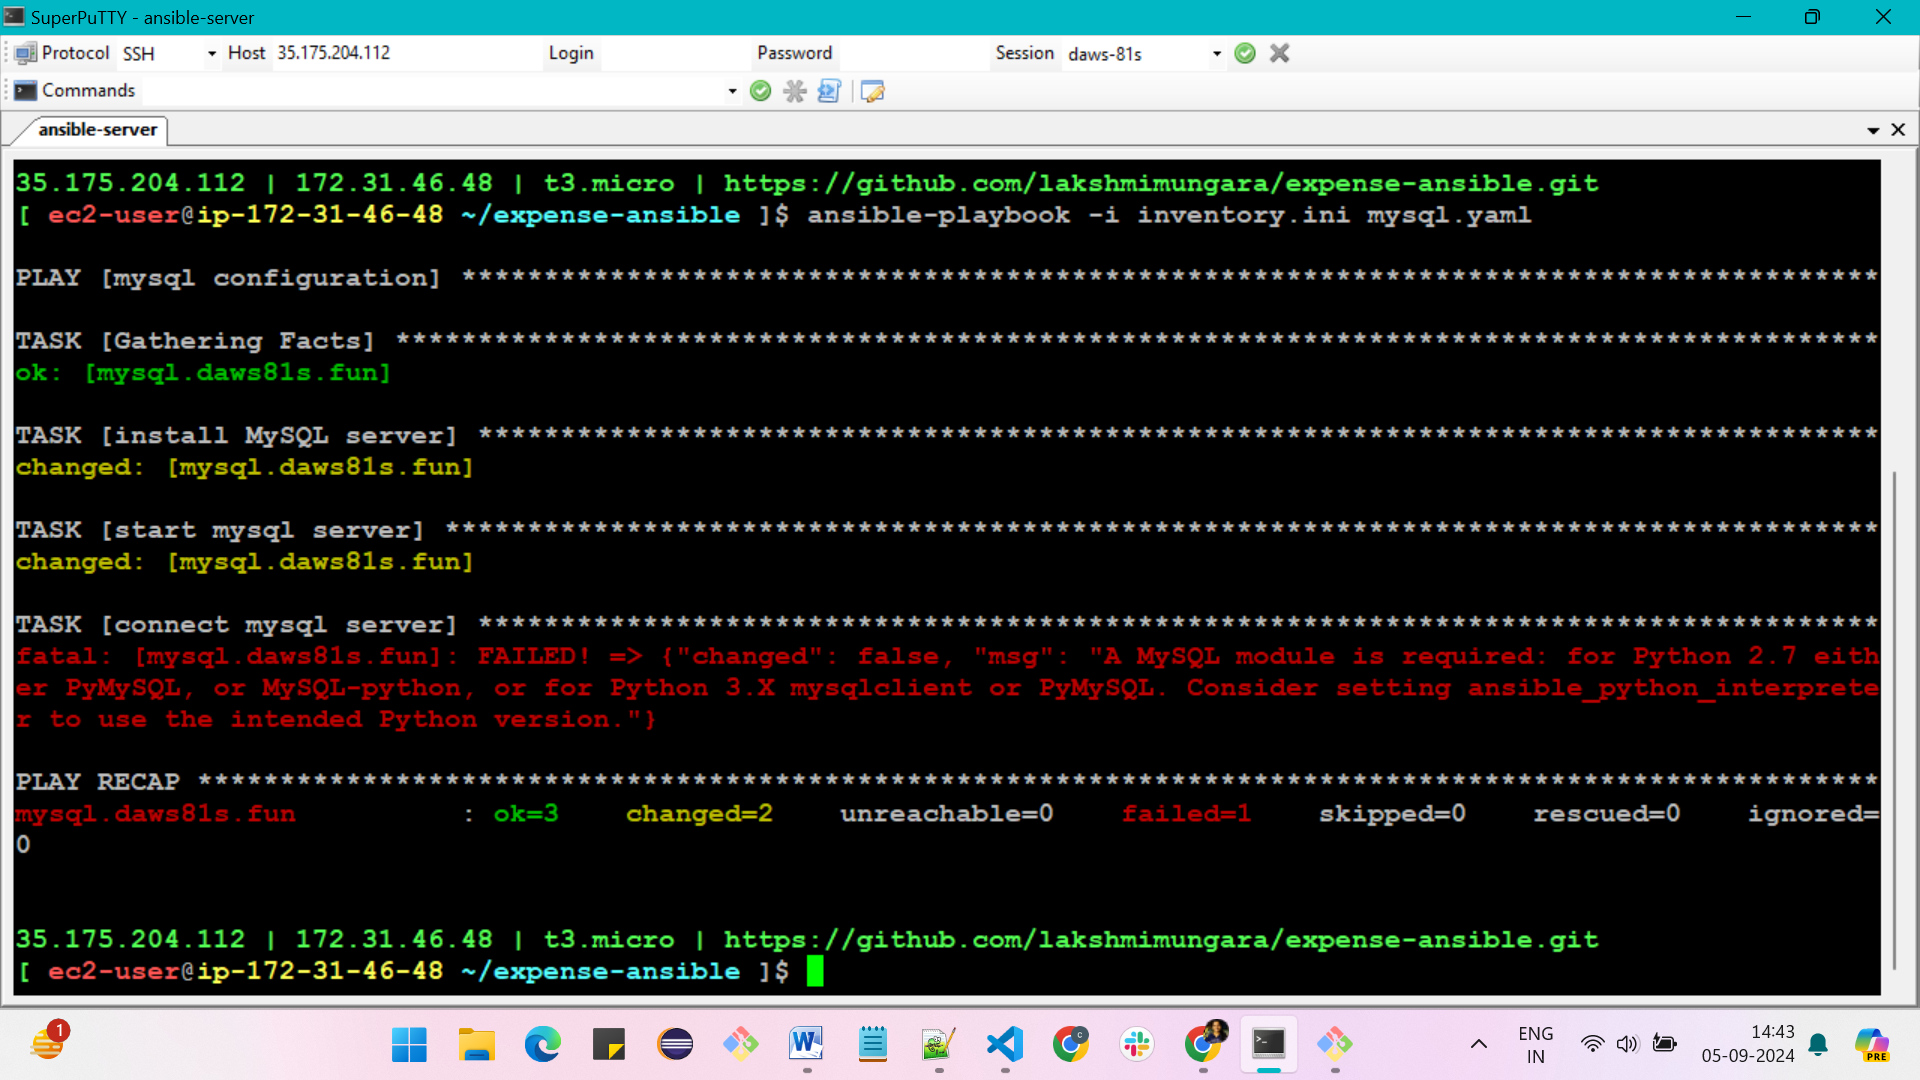 SuperPuTTY - ansible-server
Protocol SSH Host 35.175.204.112 Login Password Session daws-81s
Commands
ansible-server
35.175.204.112 | 172.31.46.48 | t3.micro | https://github.com/lakshmimungara/expense-ansible.git
[ ec2-user@ip-172-31-46-48 ~/expense-ansible ]$ ansible-playbook -i inventory.ini mysql.yaml
PLAY [mysql configuration] **************************************************************************************
TASK [Gathering Facts] ******************************************************************************************
ok: [mysql.daws81s.fun]
TASK [install MySQL server] *************************************************************************************
changed: [mysql.daws81s.fun]
TASK [start mysql server] ***************************************************************************************
changed: [mysql.daws81s.fun]
TASK [connect mysql server] *************************************************************************************
fatal: [mysql.daws81s.fun]: FAILED! => {"changed": false, "msg": "A MySQL module is required: for Python 2.7 eith
er PyMySQL, or MySQL-python, or for Python 3.X mysqlclient or PyMySQL. Consider setting ansible_python_interprete
r to use the intended Python version."}
PLAY RECAP ******************************************************************************************************
mysql.daws81s.fun : ok=3 changed=2 unreachable=0 failed=1 skipped=0 rescued=0 ignored=
0
35.175.204.112 | 172.31.46.48 | t3.micro | https://github.com/lakshmimungara/expense-ansible.git
[ ec2-user@ip-172-31-46-48 ~/expense-ansible ]$
1
ENG
IN
14:43
05-09-2024
PRE